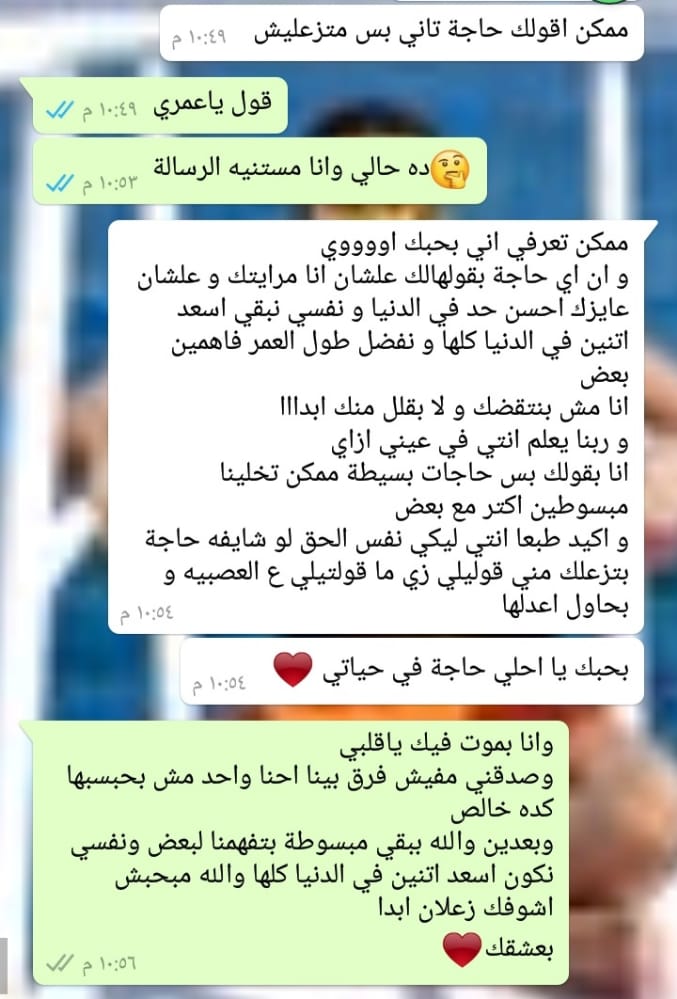 ممكن اقولك حاجة تاني بس متزعليش ١٠:٤٩ م
قول ياعمري ١٠:٤٩ م
🤔ده حالي وانا مستنيه الرسالة ١٠:٥٣ م
ممكن تعرفي اني بحبك اووووي
و ان اي حاجة بقولهالك علشان انا مرايتك و علشان
عايزك احسن حد في الدنيا و نفسي نبقي اسعد
اتنين في الدنيا كلها و نفضل طول العمر فاهمين
بعض
انا مش بنتقضك و لا بقلل منك ابدااا
و ربنا يعلم انتي في عيني ازاي
انا بقولك بس حاجات بسيطة ممكن تخلينا
مبسوطين اكتر مع بعض
و اكيد طبعا انتي ليكي نفس الحق لو شايفه حاجة
بتزعلك مني قوليلي زي ما قولتيلي ع العصبيه و
بحاول اعدلها ١٠:٥٤ م
بحبك يا احلي حاجة في حياتي ❤️ ١٠:٥٤ م
وانا بموت فيك ياقلبي
وصدقني مفيش فرق بينا احنا واحد مش بحبسبها
كده خالص
وبعدين والله ببقي مبسوطة بتفهمنا لبعض ونفسي
نكون اسعد اتنين في الدنيا كلها والله مبحبش
اشوفك زعلان ابدا
بعشقك❤️ ١٠:٥٦ م